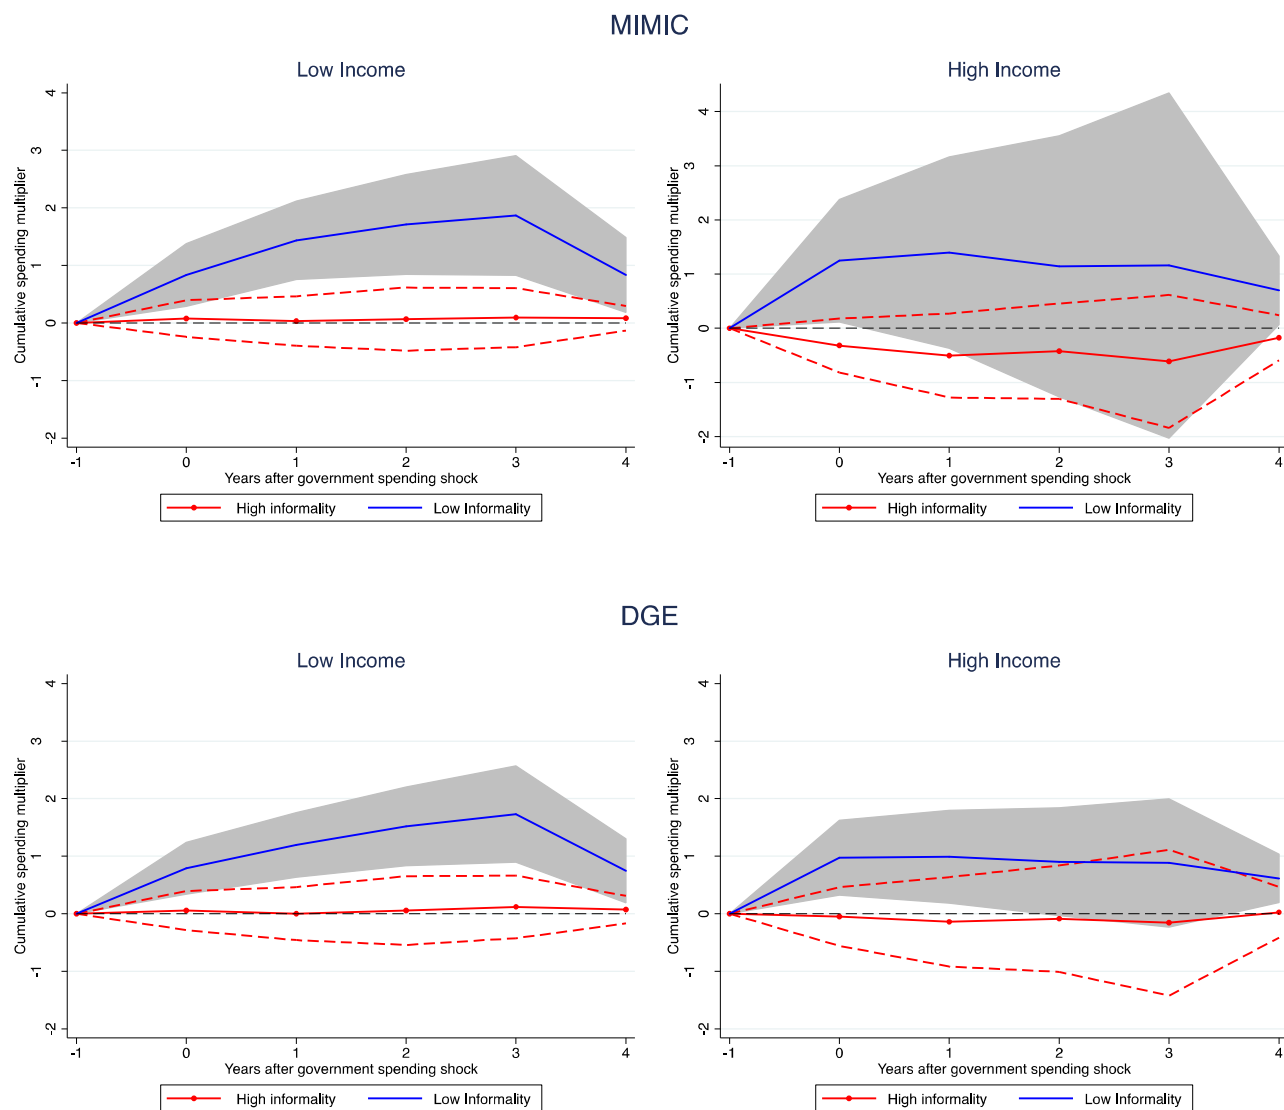 MIMIC
Low Income
Cumulative spending multiplier
4
3
2
1
0
-1
-2
-1 0 1 2 3 4
Years after government spending shock
High informality Low Informality
High Income
Cumulative spending multiplier
4
3
2
1
0
-1
-2
-1 0 1 2 3 4
Years after government spending shock
High informality Low Informality
DGE
Low Income
Cumulative spending multiplier
4
3
2
1
0
-1
-2
-1 0 1 2 3 4
Years after government spending shock
High informality Low Informality
High Income
Cumulative spending multiplier
4
3
2
1
0
-1
-2
-1 0 1 2 3 4
Years after government spending shock
High informality Low Informality